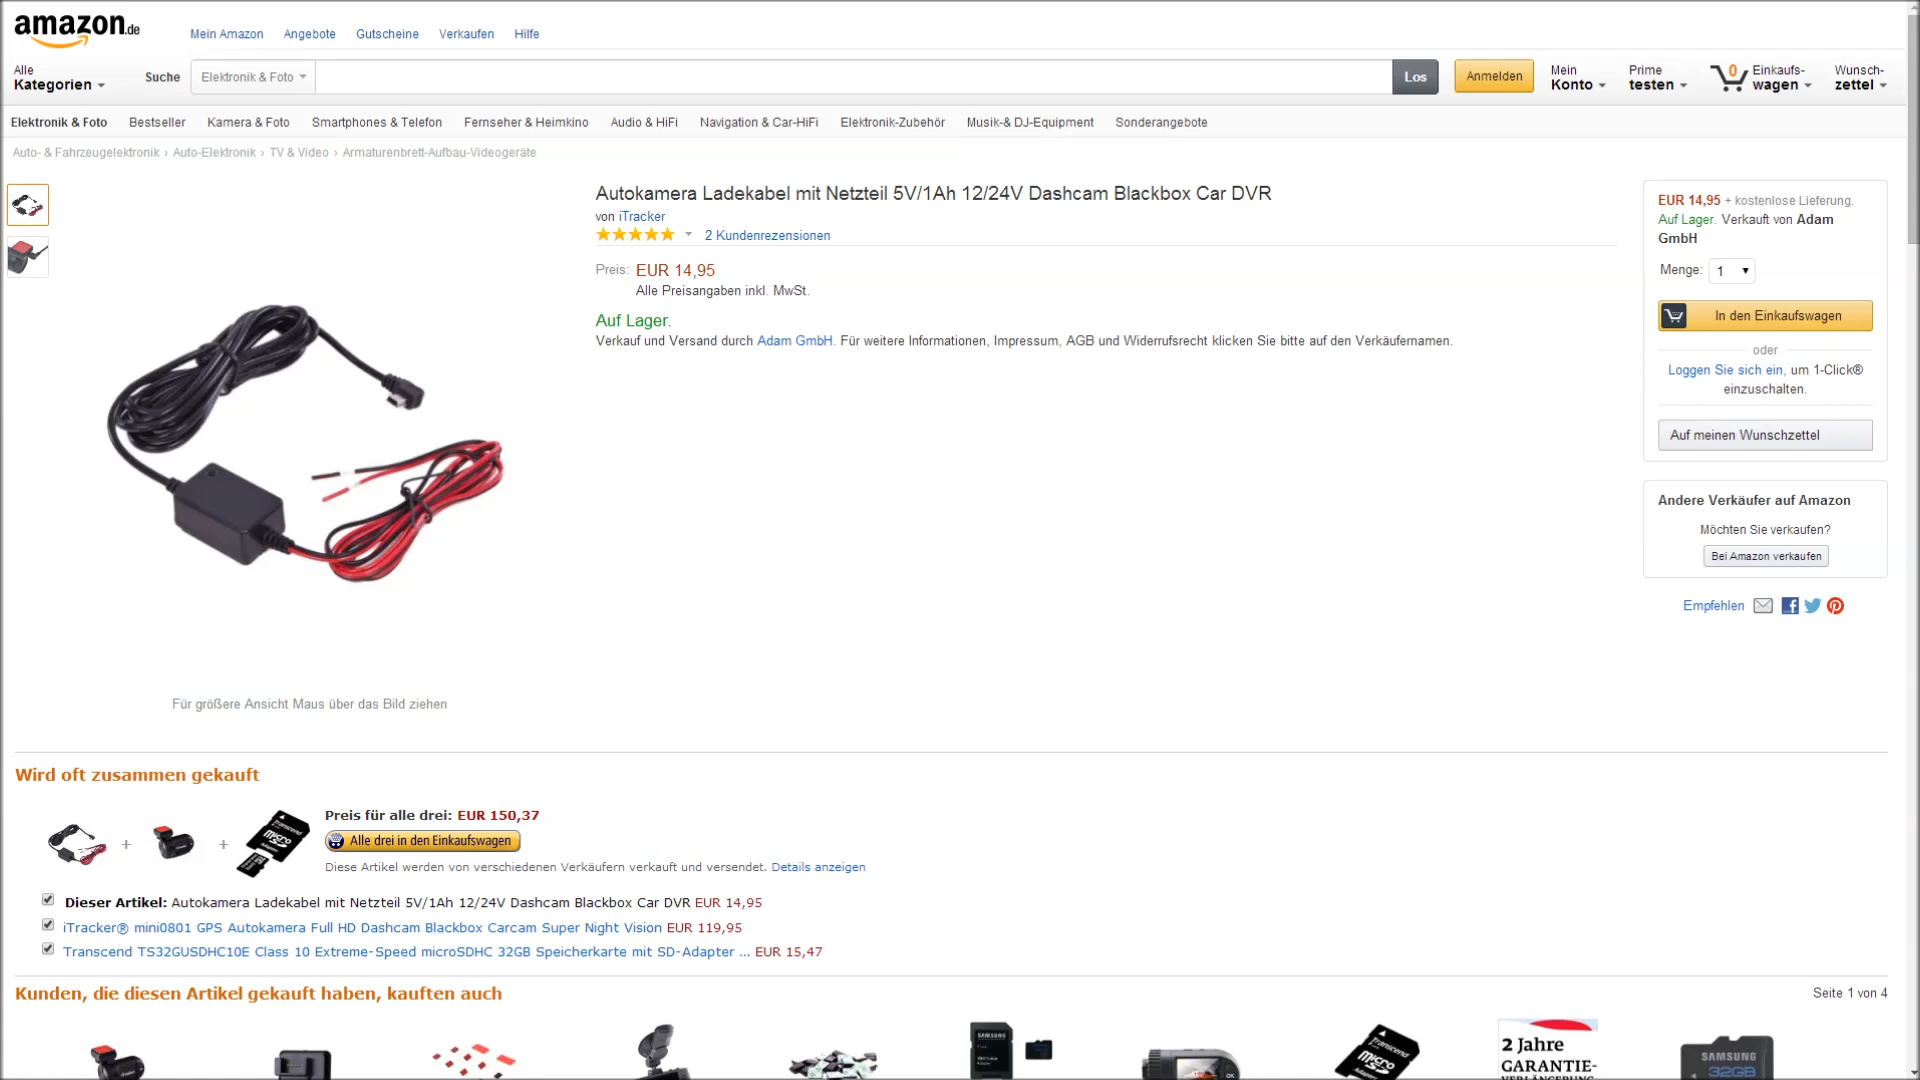 amazon.de
Mein Amazon Angebote Gutscheine Verkaufen Hilfe
Alle Kategorien
Suche Elektronik & Foto Los
Anmelden
Mein Konto
Prime testen
0 Einkaufs-wagen
Wunsch-zettel
Elektronik & Foto Bestseller Kamera & Foto Smartphones & Telefon Fernseher & Heimkino Audio & HiFi Navigation & Car-HiFi Elektronik-Zubehör Musik-& DJ-Equipment Sonderangebote
Auto- & Fahrzeugelektronik › Auto-Elektronik › TV & Video › Armaturenbrett-Aufbau-Videogeräte
Autokamera Ladekabel mit Netzteil 5V/1Ah 12/24V Dashcam Blackbox Car DVR
von iTracker
2 Kundenrezensionen
Preis: EUR 14,95
Alle Preisangaben inkl. MwSt.
Auf Lager.
Verkauf und Versand durch Adam GmbH. Für weitere Informationen, Impressum, AGB und Widerrufsrecht klicken Sie bitte auf den Verkäufernamen.
Für größere Ansicht Maus über das Bild ziehen
EUR 14,95 + kostenlose Lieferung.
Auf Lager. Verkauft von Adam
GmbH
Menge: 1
In den Einkaufswagen
oder
Loggen Sie sich ein, um 1-Click®
einzuschalten.
Auf meinen Wunschzettel
Andere Verkäufer auf Amazon
Möchten Sie verkaufen?
Bei Amazon verkaufen
Empfehlen
Wird oft zusammen gekauft
Transcend
micro
SD
Adapter
Preis für alle drei: EUR 150,37
Alle drei in den Einkaufswagen
Diese Artikel werden von verschiedenen Verkäufern verkauft und versendet. Details anzeigen
Dieser Artikel: Autokamera Ladekabel mit Netzteil 5V/1Ah 12/24V Dashcam Blackbox Car DVR EUR 14,95
iTracker® mini0801 GPS Autokamera Full HD Dashcam Blackbox Carcam Super Night Vision EUR 119,95
Transcend TS32GUSDHC10E Class 10 Extreme-Speed microSDHC 32GB Speicherkarte mit SD-Adapter ... EUR 15,47
Kunden, die diesen Artikel gekauft haben, kauften auch
Seite 1 von 4
SAMSUNG
OK
Transcend
micro
2 Jahre
GARANTIE-
SAMSUNG
32GB